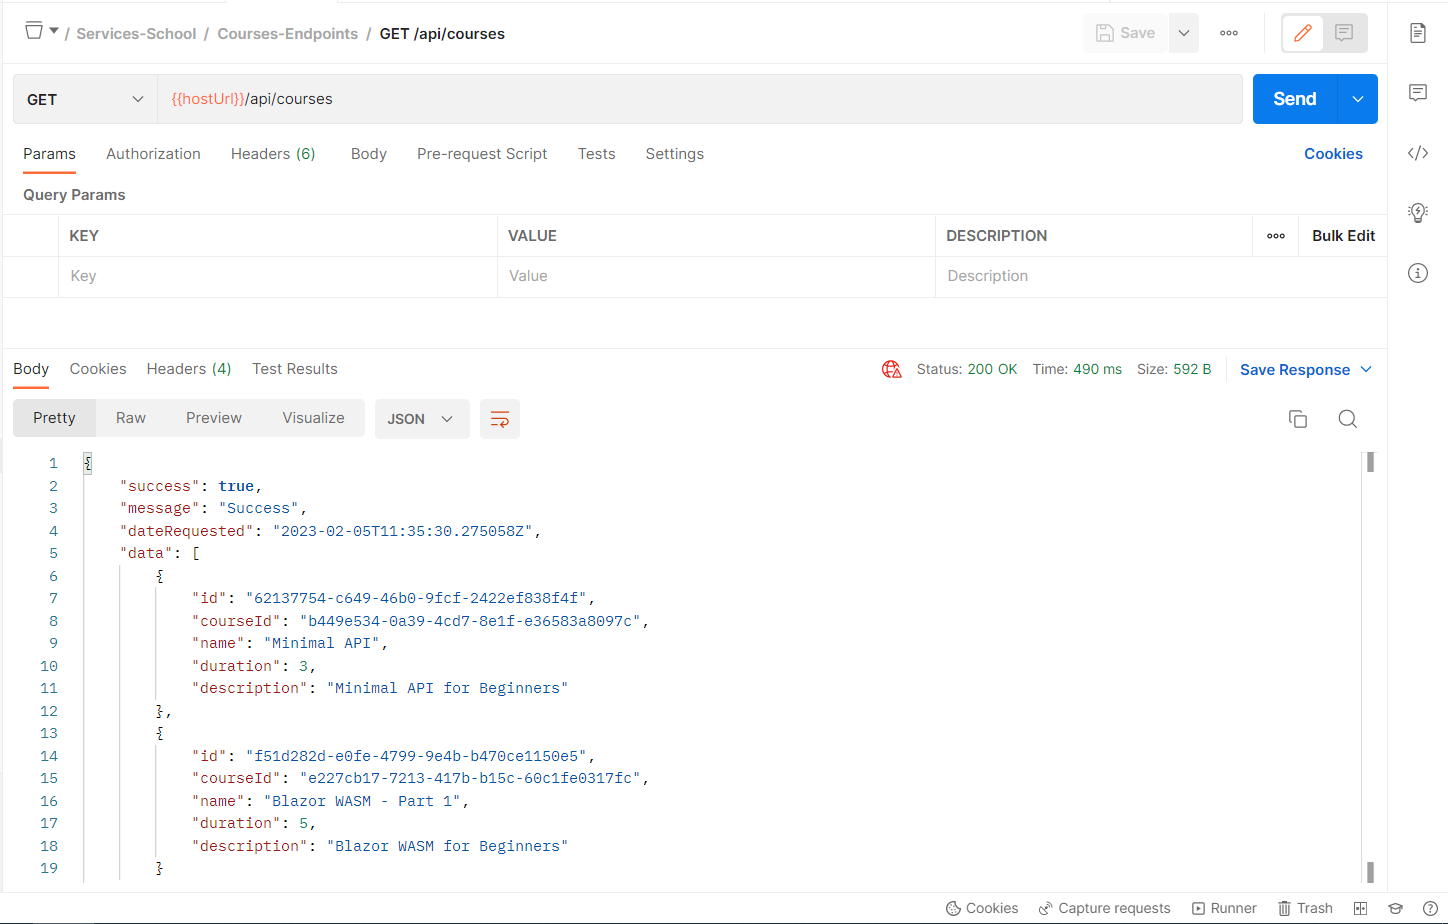 / Services-School / Courses-Endpoints / GET /api/courses
Save
GET
{{hostUrl}}/api/courses
Send
Params Authorization Headers (6) Body Pre-request Script Tests Settings Cookies
Query Params
KEY VALUE DESCRIPTION Bulk Edit
Key Value Description
Body Cookies Headers (4) Test Results Status: 200 OK Time: 490 ms Size: 592 B Save Response
Pretty Raw Preview Visualize JSON
1 {
2 "success": true,
3 "message": "Success",
4 "dateRequested": "2023-02-05T11:35:30.275058Z",
5 "data": [
6 {
7 "id": "62137754-c649-46b0-9fcf-2422ef838f4f",
8 "courseId": "b449e534-0a39-4cd7-8e1f-e36583a8097c",
9 "name": "Minimal API",
10 "duration": 3,
11 "description": "Minimal API for Beginners"
12 },
13 {
14 "id": "f51d282d-e0fe-4799-9e4b-b470ce1150e5",
15 "courseId": "e227cb17-7213-417b-b15c-60c1fe0317fc",
16 "name": "Blazor WASM - Part 1",
17 "duration": 5,
18 "description": "Blazor WASM for Beginners"
19 }
Cookies Capture requests Runner Trash